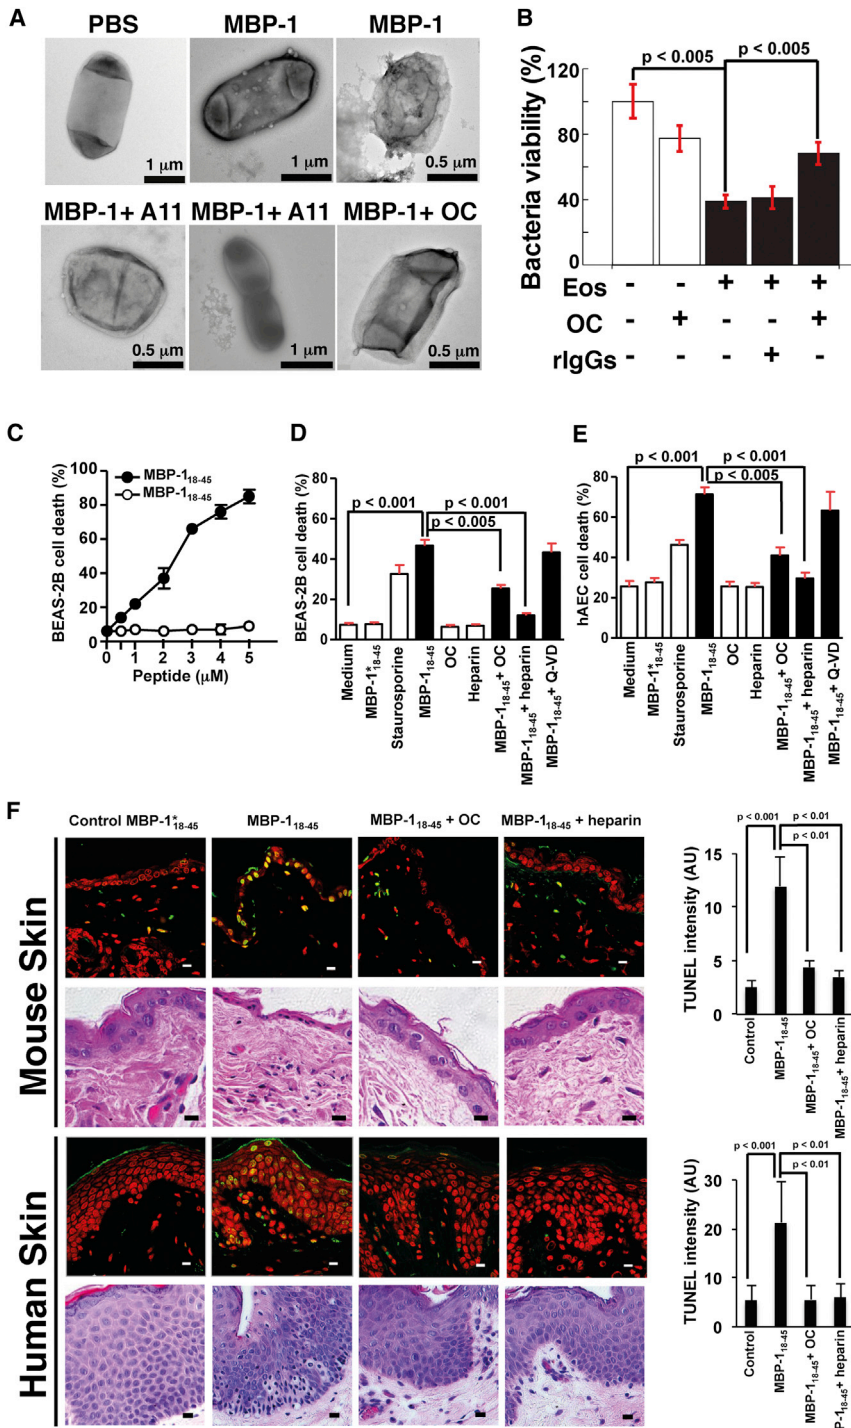 A
PBS
MBP-1
MBP-1
1 μm
1 μm
0.5 μm
MBP-1+ A11
MBP-1+ A11
MBP-1+ OC
0.5 μm
1 μm
0.5 μm
B
p < 0.005
p < 0.005
Bacteria viability (%)
120
80
40
0
Eos - - + + +
OC - + - - +
rIgGs - - - + -
C
MBP-1₁₈₋₄₅
MBP-1₁₈₋₄₅
BEAS-2B cell death (%)
100
80
60
40
20
0
0 1 2 3 4 5
Peptide (μM)
D
p < 0.001
p < 0.001
p < 0.005
BEAS-2B cell death (%)
80
60
40
20
0
Medium
MBP-1*₁₈₋₄₅
Staurosporine
MBP-1₁₈₋₄₅
OC
Heparin
MBP-1₁₈₋₄₅+ OC
MBP-1₁₈₋₄₅+ heparin
MBP-1₁₈₋₄₅+ Q-VD
E
p < 0.001
p < 0.001
p < 0.005
hAEC cell death (%)
80
60
40
20
0
Medium
MBP-1*₁₈₋₄₅
Staurosporine
MBP-1₁₈₋₄₅
OC
Heparin
MBP-1₁₈₋₄₅+ OC
MBP-1₁₈₋₄₅+ heparin
MBP-1₁₈₋₄₅+ Q-VD
F
Control MBP-1*₁₈₋₄₅
MBP-1₁₈₋₄₅
MBP-1₁₈₋₄₅ + OC
MBP-1₁₈₋₄₅ + heparin
Mouse Skin
Human Skin
p < 0.001
p < 0.01
p < 0.01
TUNEL intensity (AU)
15
10
5
0
Control
MBP-1₁₈₋₄₅
MBP-1₁₈₋₄₅+ OC
MBP-1₁₈₋₄₅+ heparin
p < 0.001
p < 0.01
p < 0.01
TUNEL intensity (AU)
30
20
10
0
Control
MBP-1₁₈₋₄₅
MBP-1₁₈₋₄₅+ OC
P-1₁₈₋₄₅+ heparin